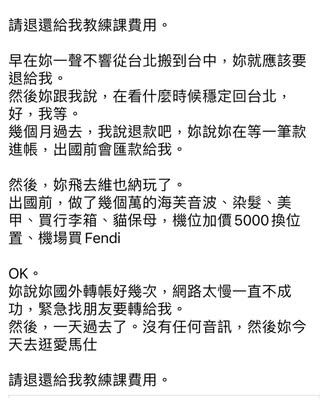 請退還給我教練課費用。
早在妳一聲不響從台北搬到台中，妳就應該要
退給我。
然後妳跟我說，在看什麼時候穩定回台北，
好，我等。
幾個月過去，我說退款吧，妳說妳在等一筆款
進帳，出國前會匯款給我。
然後，妳飛去維也納玩了。
出國前，做了幾個萬的海芙音波、染髮、美
甲、買行李箱、貓保母，機位加價5000換位
置、機場買Fendi
OK。
妳說妳國外轉帳好幾次，網路太慢一直不成
功，緊急找朋友要轉給我。
然後，一天過去了。沒有任何音訊，然後妳今
天去逛愛馬仕
請退還給我教練課費用。